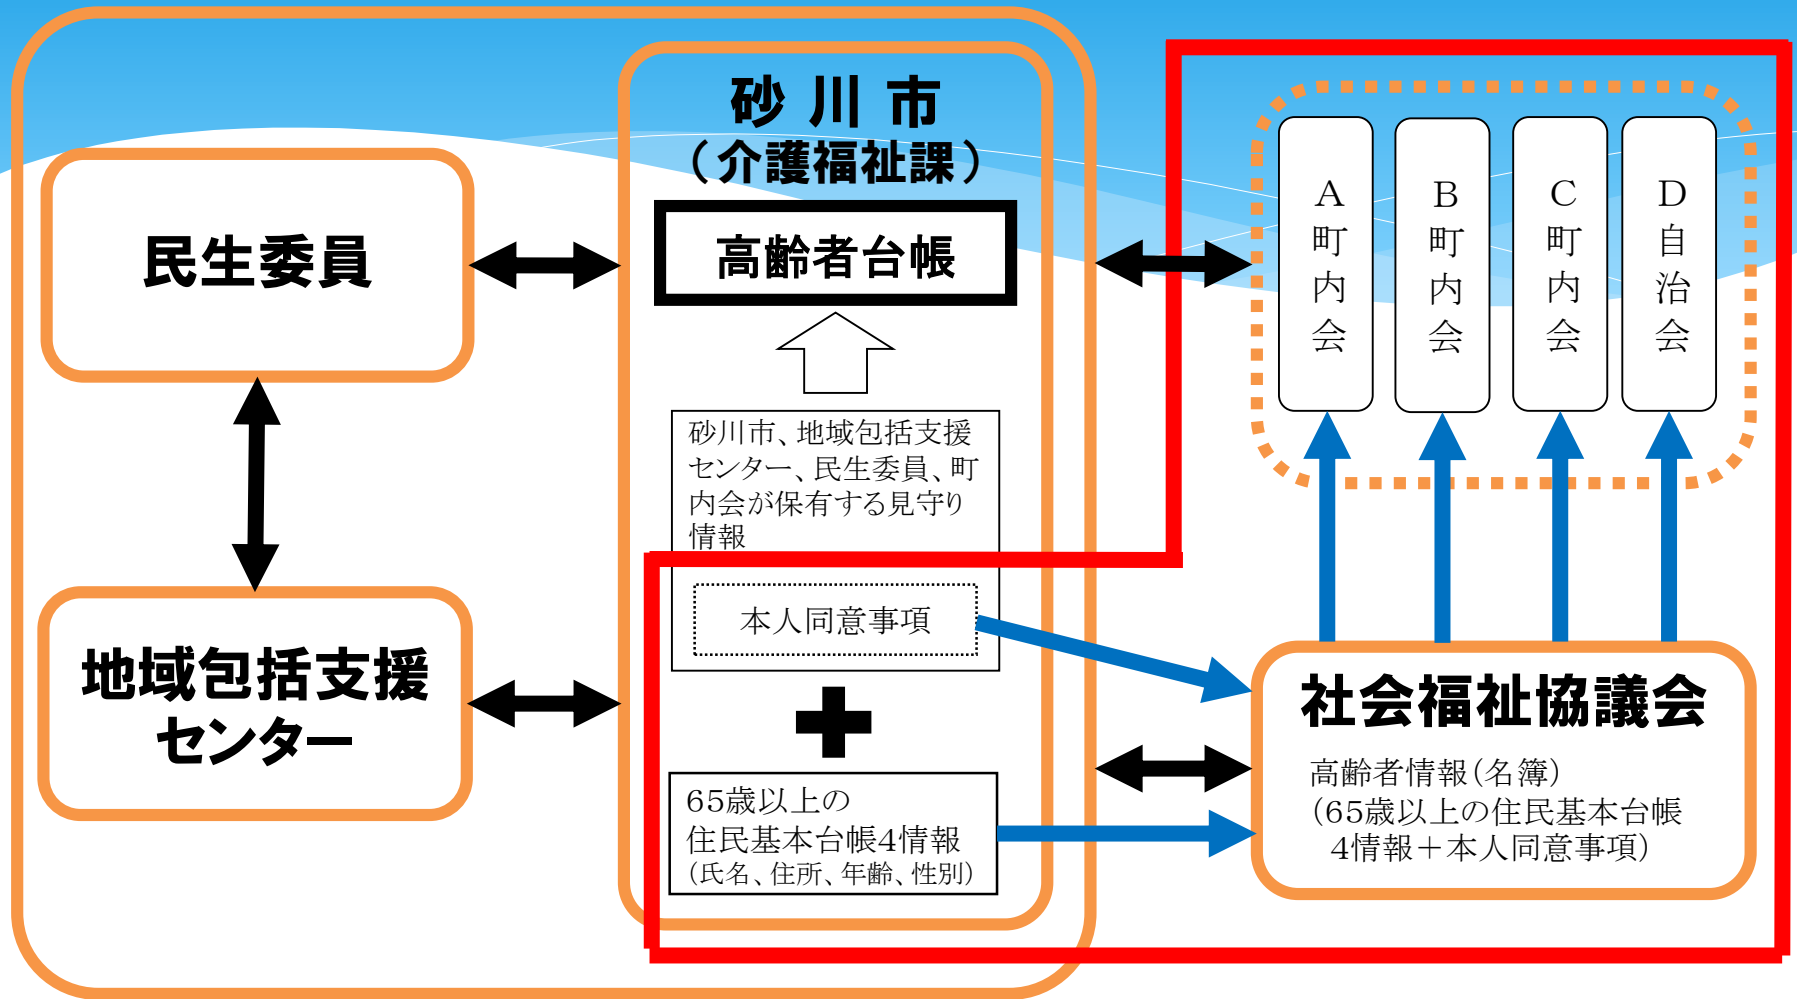 砂川市
（介護福祉課）
高齢者台帳
民生委員
地域包括支援
センター
砂川市、地域包括支援
センター、民生委員、町
内会が保有する見守り
情報
本人同意事項
65歳以上の
住民基本台帳4情報
（氏名、住所、年齢、性別）
A町内会
B町内会
C町内会
D自治会
社会福祉協議会
高齢者情報（名簿）
（65歳以上の住民基本台帳
4情報＋本人同意事項）